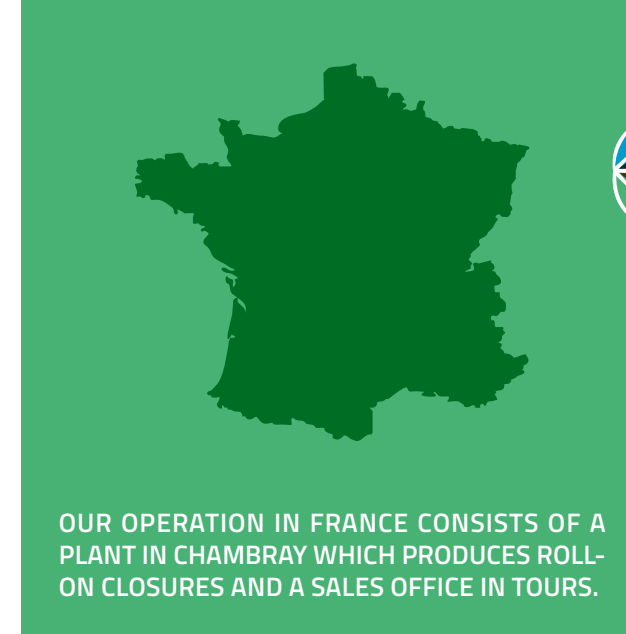 OUR OPERATION IN FRANCE CONSISTS OF A
PLANT IN CHAMBRAY WHICH PRODUCES ROLL-
ON CLOSURES AND A SALES OFFICE IN TOURS.